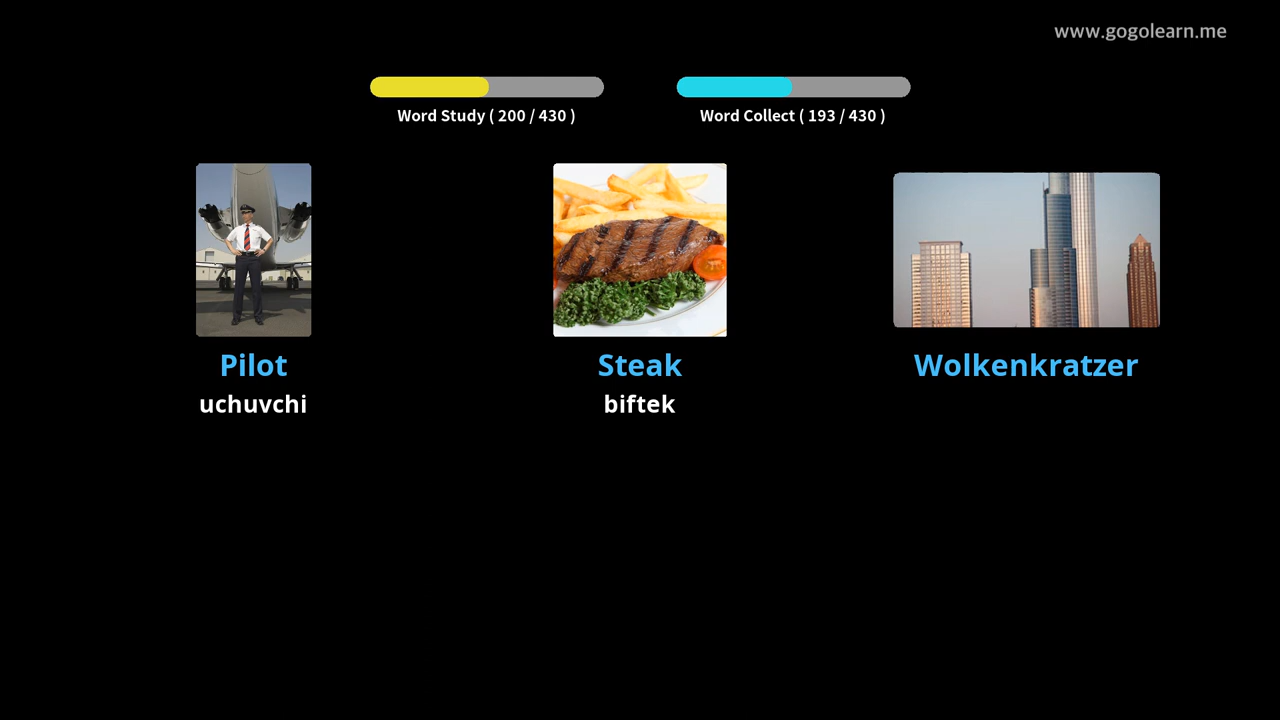 www.gogolearn.me
Word Study ( 200 / 430 )
Word Collect ( 193 / 430 )
Pilot
uchuvchi
Steak
biftek
Wolkenkratzer